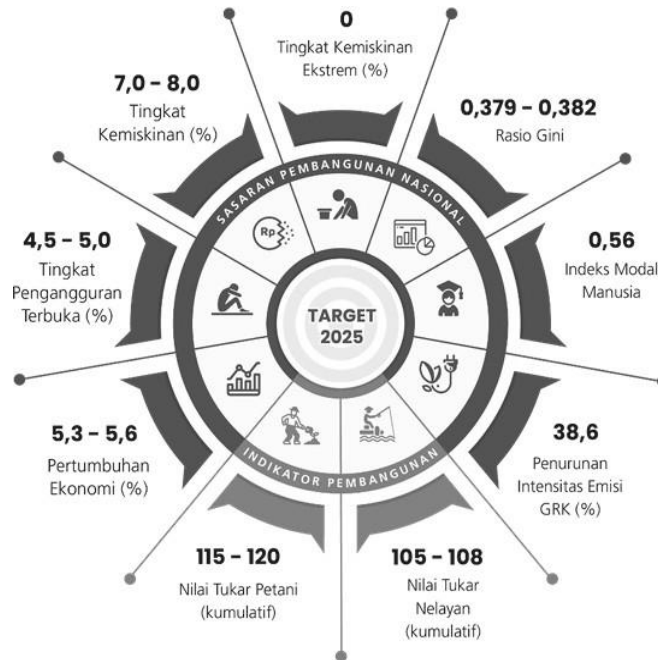 0
Tingkat Kemiskinan
Ekstrem (%)
7,0 – 8,0
Tingkat
Kemiskinan (%)
0,379 – 0,382
Rasio Gini
SASARAN PEMBANGUNAN NASIONAL
Rp
4,5 – 5,0
Tingkat
Pengangguran
Terbuka (%)
0,56
Indeks Modal
Manusia
TARGET
2025
5,3 – 5,6
Pertumbuhan
Ekonomi (%)
38,6
Penurunan
Intensitas Emisi
GRK (%)
INDIKATOR PEMBANGUNAN
115 – 120
Nilai Tukar Petani
(kumulatif)
105 – 108
Nilai Tukar
Nelayan
(kumulatif)